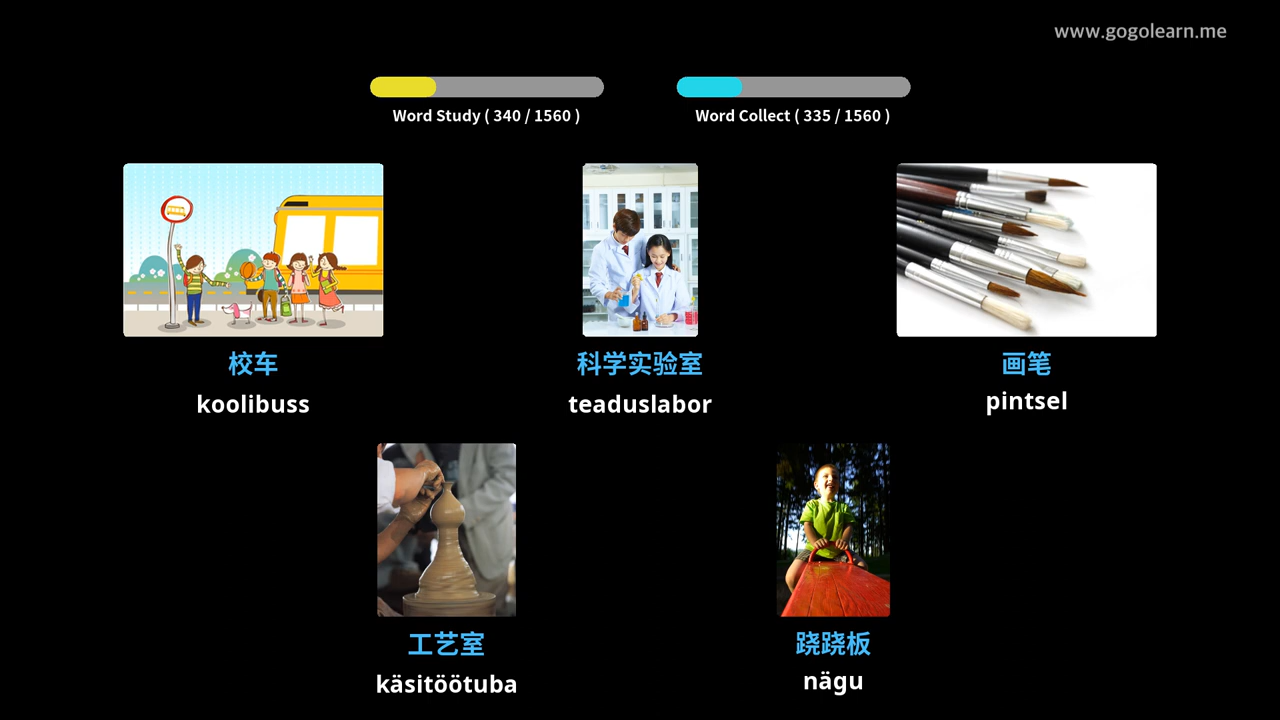 www.gogolearn.me
Word Study ( 340 / 1560 )
Word Collect ( 335 / 1560 )
校车
科学实验室
画笔
koolibuss
teaduslabor
pintsel
工艺室
跷跷板
käsitöötuba
nägu